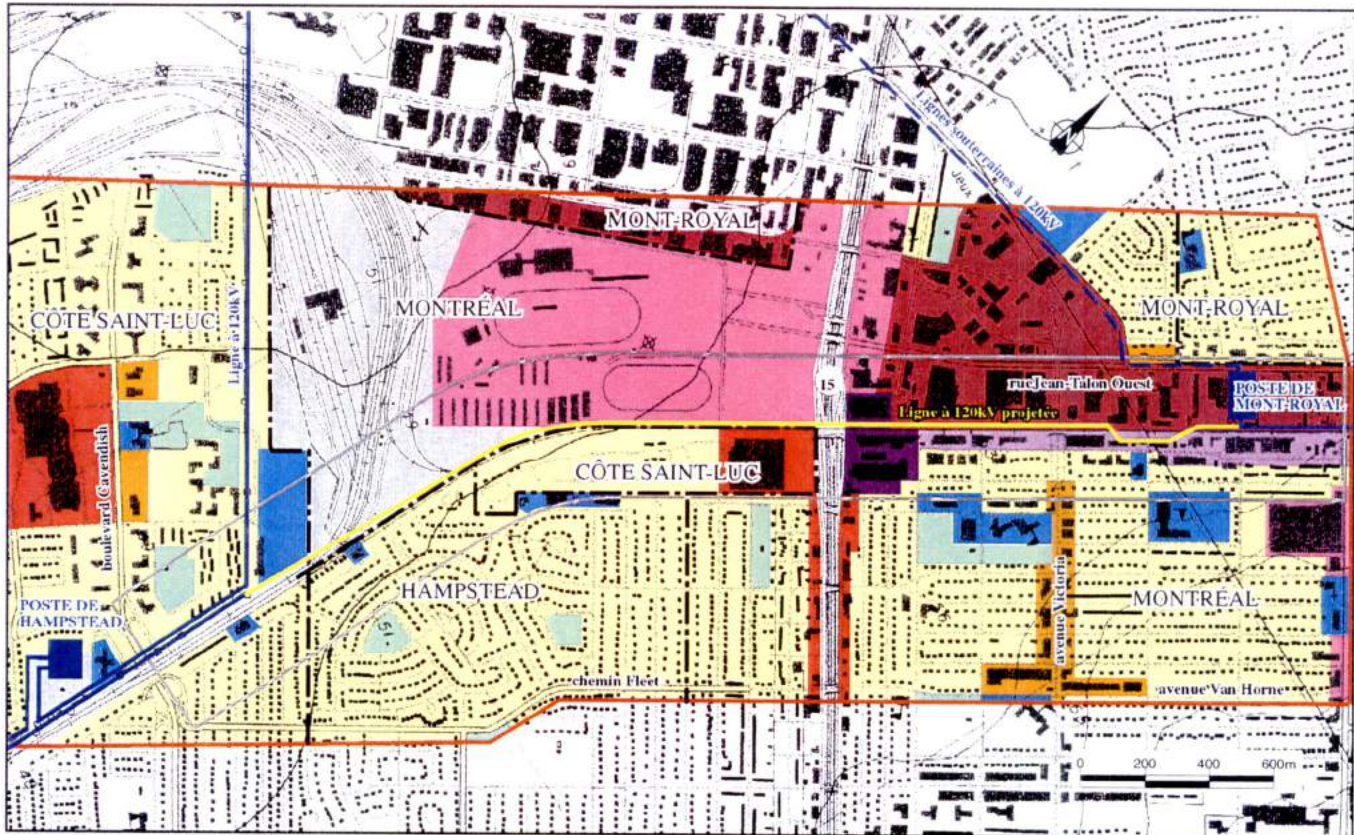 Lignes souterraines à 120kV
MONT-ROYAL
Ligne à 120kV
CÔTE SAINT-LUC
MONTRÉAL
MONT-ROYAL
15
rue Jean-Talon Ouest
POSTE DE
MONT-ROYAL
Ligne à 120kV projetée
boulevard Cavendish
CÔTE SAINT-LUC
HAMPSTEAD
avenue Victoria
MONTRÉAL
POSTE DE
HAMPSTEAD
chemin Fleet
avenue Van Horne
0 200 400 600m